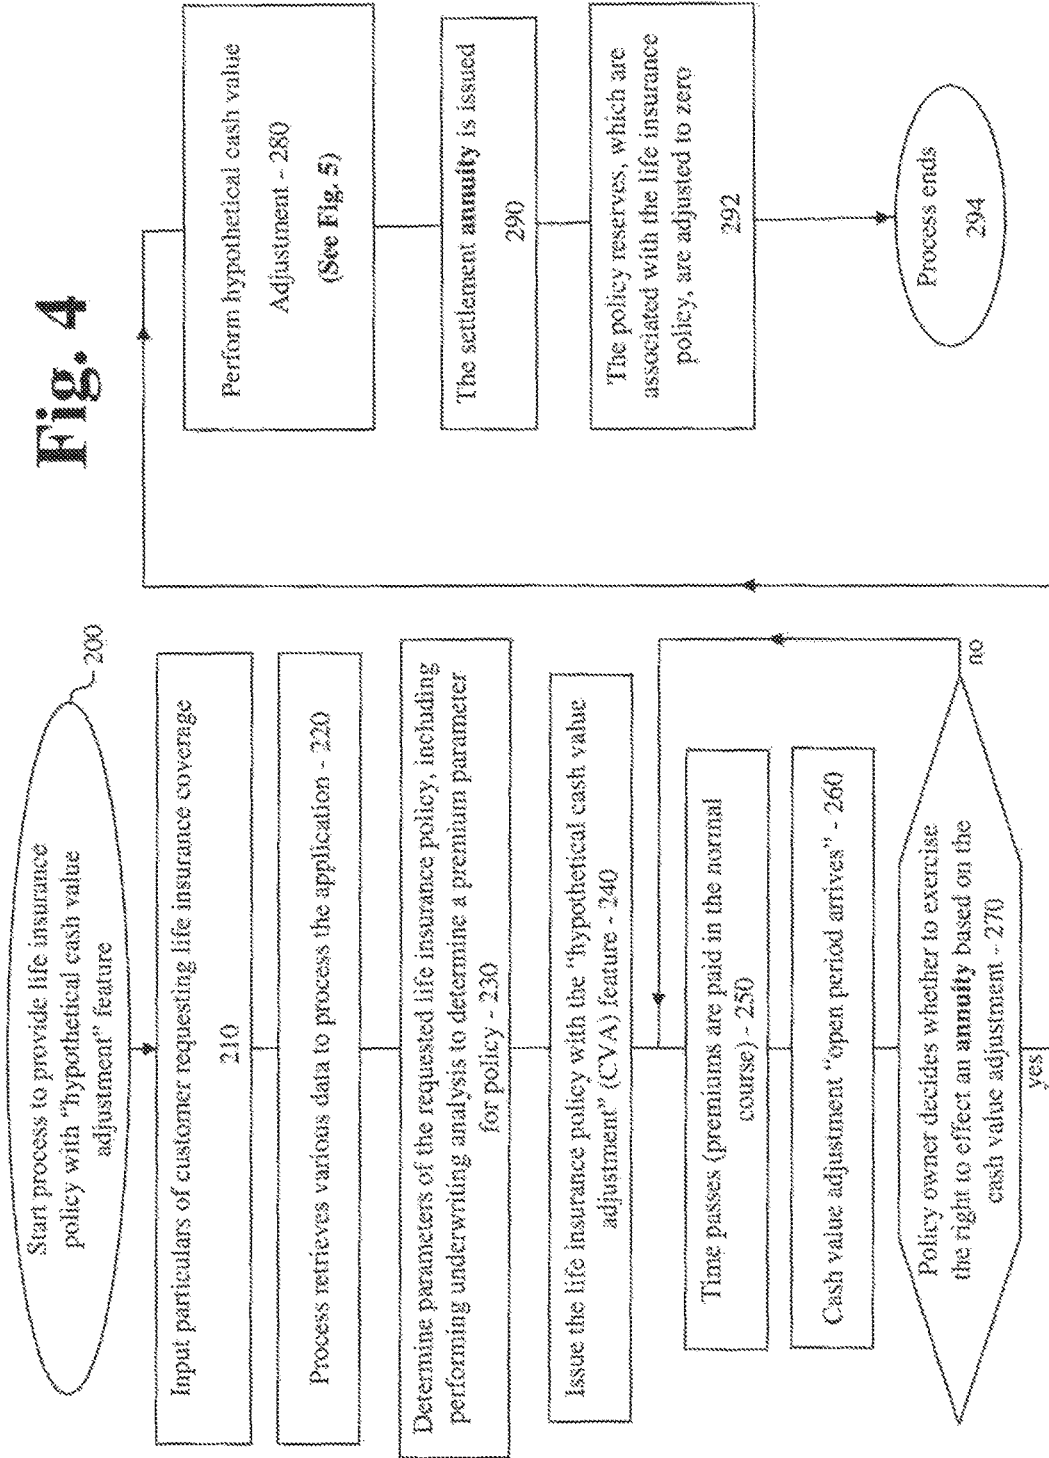 Fig. 4
Start process to provide life insurance
policy with "hypothetical cash value
adjustment" feature
200
Input particulars of customer requesting life insurance coverage
210
Process retrieves various data to process the application - 220
Determine parameters of the requested life insurance policy, including
performing underwriting analysis to determine a premium parameter
for policy - 230
Issue the life insurance policy with the "hypothetical cash value
adjustment" (CVA) feature - 240
Time passes (premiums are paid in the normal
course) - 250
Cash value adjustment "open period arrives" - 260
Policy owner decides whether to exercise
the right to effect an annuity based on the
cash value adjustment - 270
no
yes
Perform hypothetical cash value
Adjustment - 280
(See Fig. 5)
The settlement annuity is issued
290
The policy reserves, which are
associated with the life insurance
policy, are adjusted to zero
292
Process ends
294